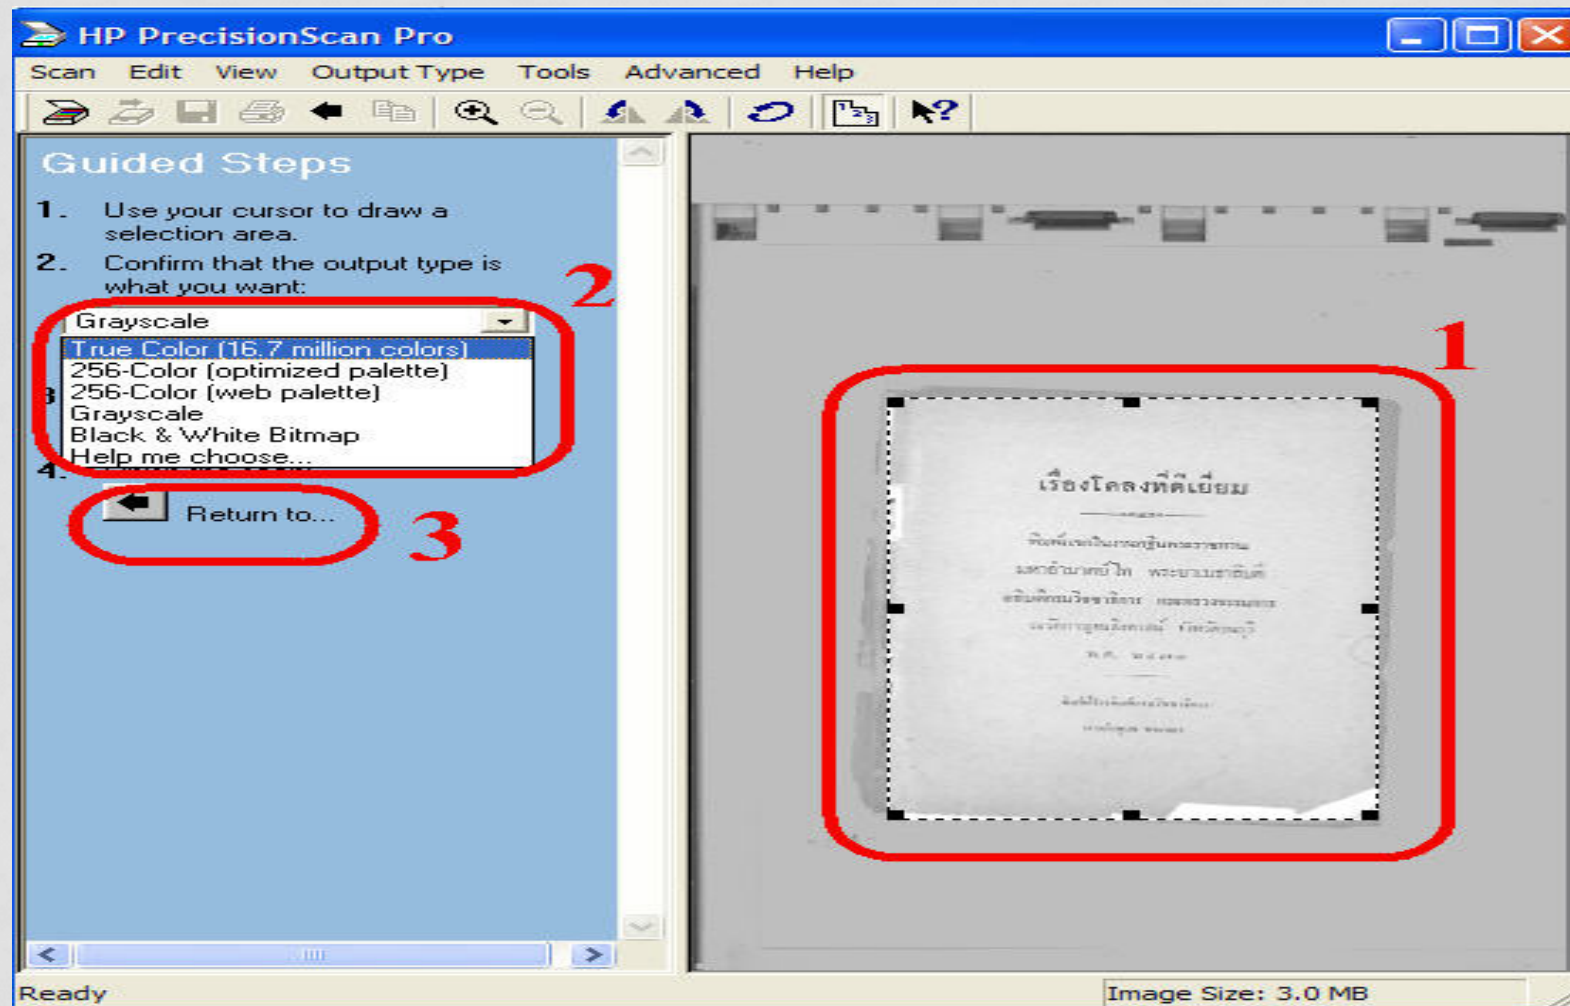 HP PrecisionScan Pro
Scan Edit View Output Type Tools Advanced Help
Guided Steps
1. Use your cursor to draw a
selection area.
2. Confirm that the output type is
what you want:
2
Grayscale
True Color (16.7 million colors)
256-Color (optimized palette)
3 256-Color (web palette)
Grayscale
Black & White Bitmap
Help me choose...
4.
Return to...
3
1
เรื่องโคลงที่ดีเยี่ยม
พ.ศ.
Ready
Image Size: 3.0 MB